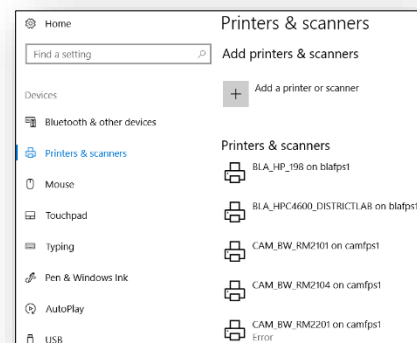 Home
Find a setting
Devices
Bluetooth & other devices
Printers & scanners
Mouse
Touchpad
Typing
Pen & Windows Ink
AutoPlay
USB
Printers & scanners
Add printers & scanners
Add a printer or scanner
Printers & scanners
BLA_HP_198 on blafps1
BLA_HPC4600_DISTRICTLAB on blafps1
CAM_BW_RM2101 on camfps1
CAM_BW_RM2104 on camfps1
CAM_BW_RM2201 on camfps1
Error